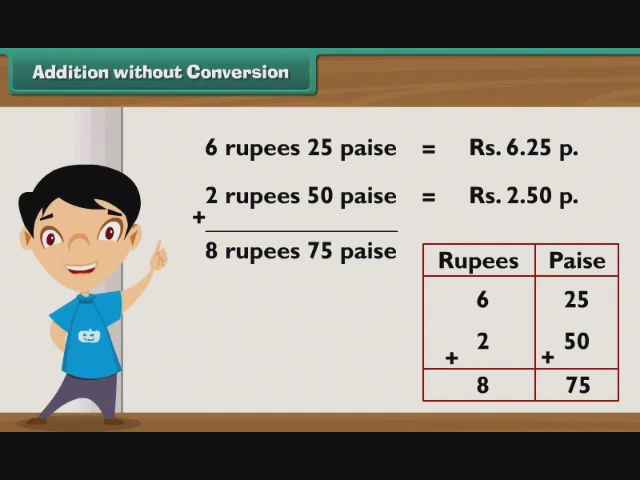 Addition without Conversion
6 rupees 25 paise = Rs. 6.25 p.
2 rupees 50 paise = Rs. 2.50 p.
+
8 rupees 75 paise
Rupees Paise
6 25
2 50
+ +
8 75